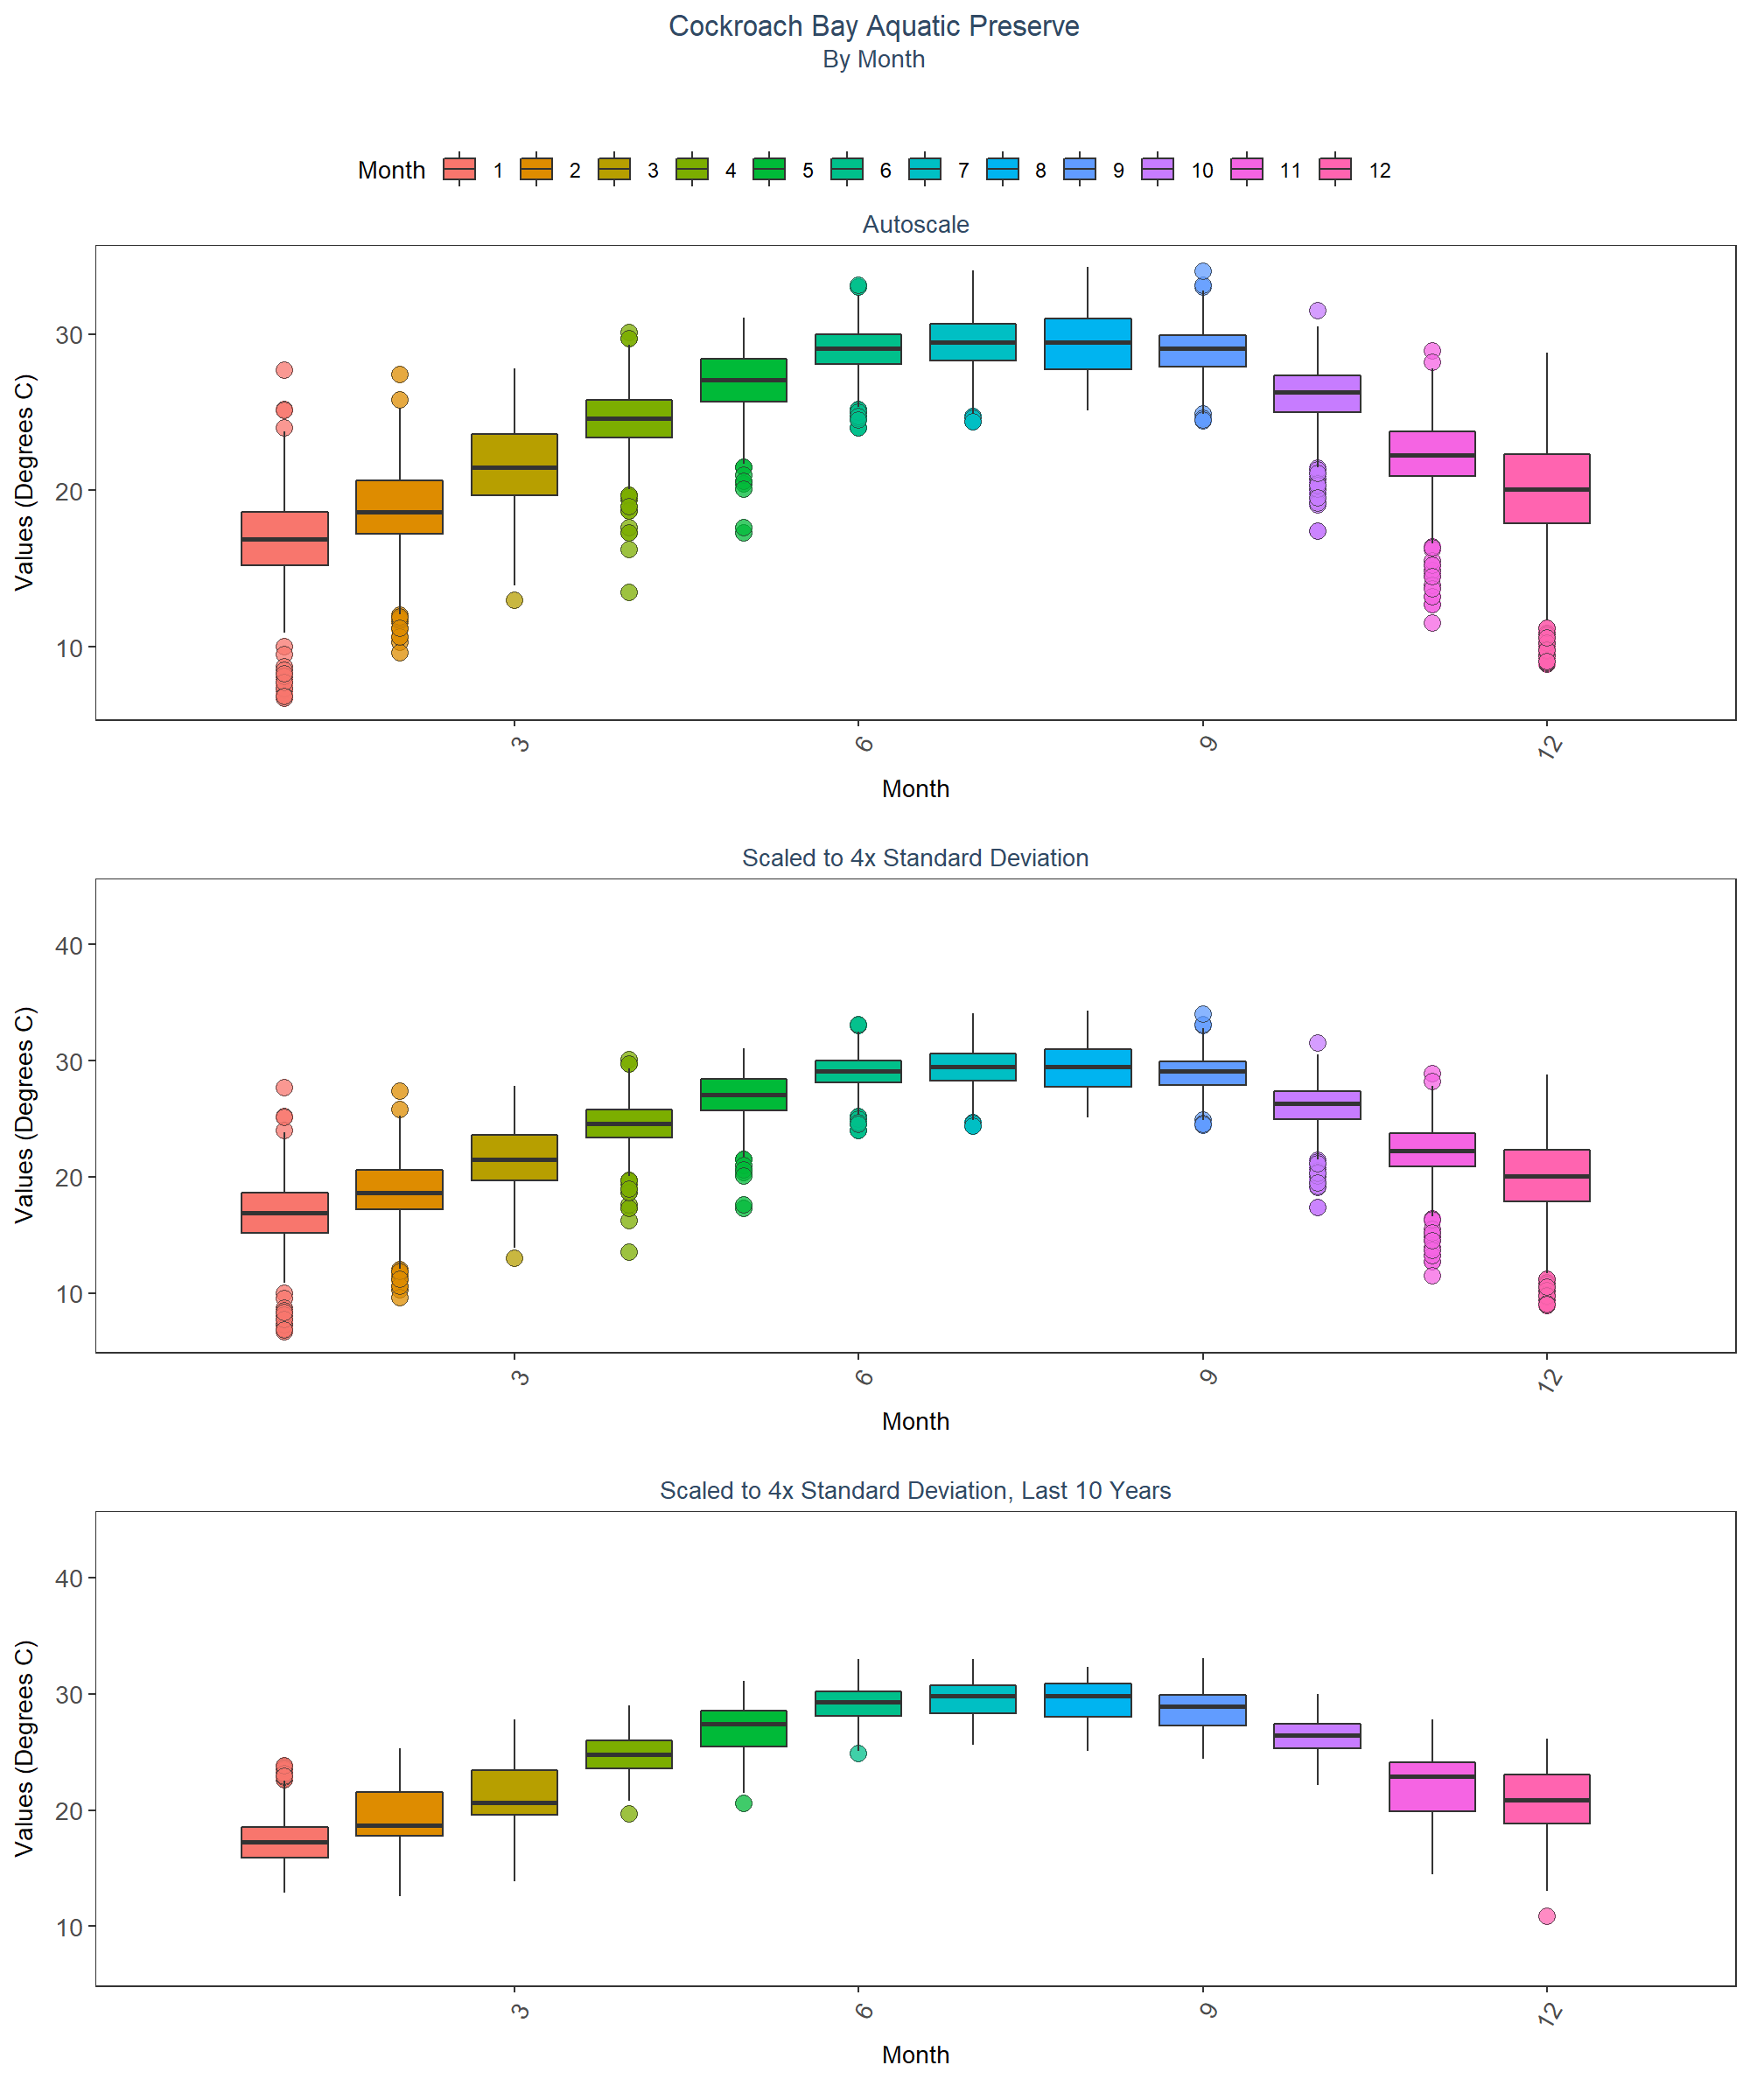 Cockroach Bay Aquatic Preserve
By Month
Month 1 2 3 4 5 6 7 8 9 10 11 12
Autoscale
Values (Degrees C)
30
20
10
3 6 9 12
Month
Scaled to 4x Standard Deviation
Values (Degrees C)
40
30
20
10
3 6 9 12
Month
Scaled to 4x Standard Deviation, Last 10 Years
Values (Degrees C)
40
30
20
10
3 6 9 12
Month